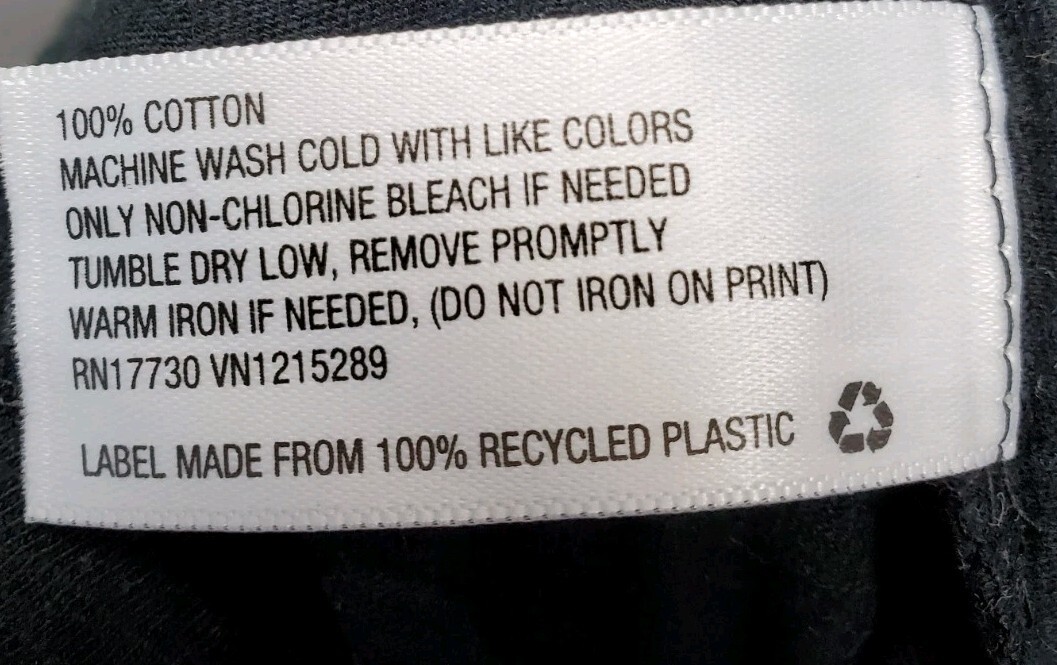 100% COTTON
MACHINE WASH COLD WITH LIKE COLORS
ONLY NON-CHLORINE BLEACH IF NEEDED
TUMBLE DRY LOW, REMOVE PROMPTLY
WARM IRON IF NEEDED, (DO NOT IRON ON PRINT)
RN17730 VN1215289
LABEL MADE FROM 100% RECYCLED PLASTIC